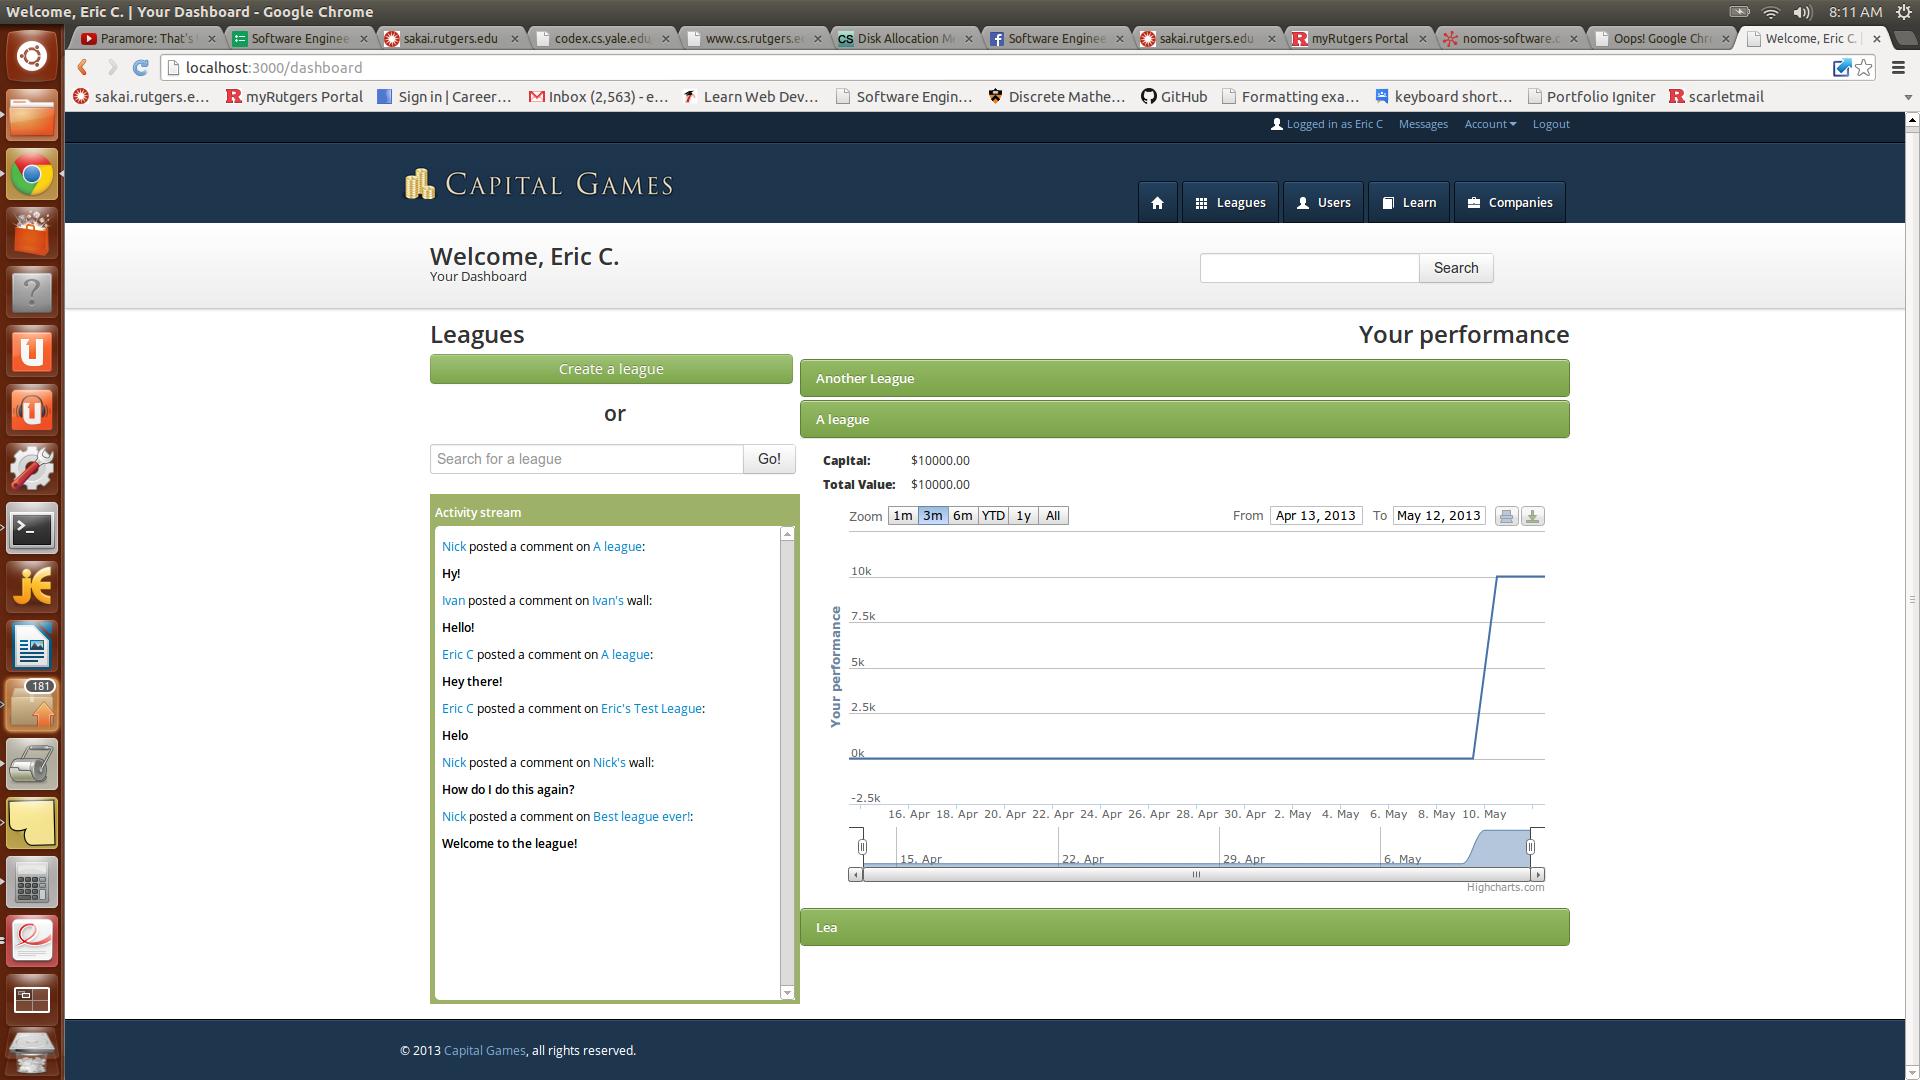 Welcome, Eric C. | Your Dashboard - Google Chrome
8:11 AM
Paramore: That's
Software Enginee
sakai.rutgers.edu
codex.cs.yale.edu
www.cs.rutgers.e
CS Disk Allocation M
Software Enginee
sakai.rutgers.edu
myRutgers Portal
nomos-software.c
Oops! Google Chr
Welcome, Eric C. |
localhost:3000/dashboard
sakai.rutgers.e...
myRutgers Portal
Sign in | Career...
Inbox (2,563) - e...
Learn Web Dev...
Software Engin...
Discrete Mathe...
GitHub
Formatting exa...
keyboard short...
Portfolio Igniter
scarletmail
Logged in as Eric C
Messages
Account
Logout
Capital Games
Leagues
Users
Learn
Companies
Welcome, Eric C.
Your Dashboard
Search
Leagues
Your performance
Create a league
or
Search for a league
Go!
Another League
A league
Capital: $10000.00
Total Value: $10000.00
Zoom 1m 3m 6m YTD 1y All
From Apr 13, 2013 To May 12, 2013
Activity stream
Nick posted a comment on A league:
Hy!
Ivan posted a comment on Ivan's wall:
Hello!
Eric C posted a comment on A league:
Hey there!
Eric C posted a comment on Eric's Test League:
Helo
Nick posted a comment on Nick's wall:
How do I do this again?
Nick posted a comment on Best league ever!:
Welcome to the league!
Your performance
10k
7.5k
5k
2.5k
0k
-2.5k
16. Apr 18. Apr 20. Apr 22. Apr 24. Apr 26. Apr 28. Apr 30. Apr 2. May 4. May 6. May 8. May 10. May
15. Apr 22. Apr 29. Apr 6. May
Highcharts.com
Lea
181
© 2013 Capital Games, all rights reserved.